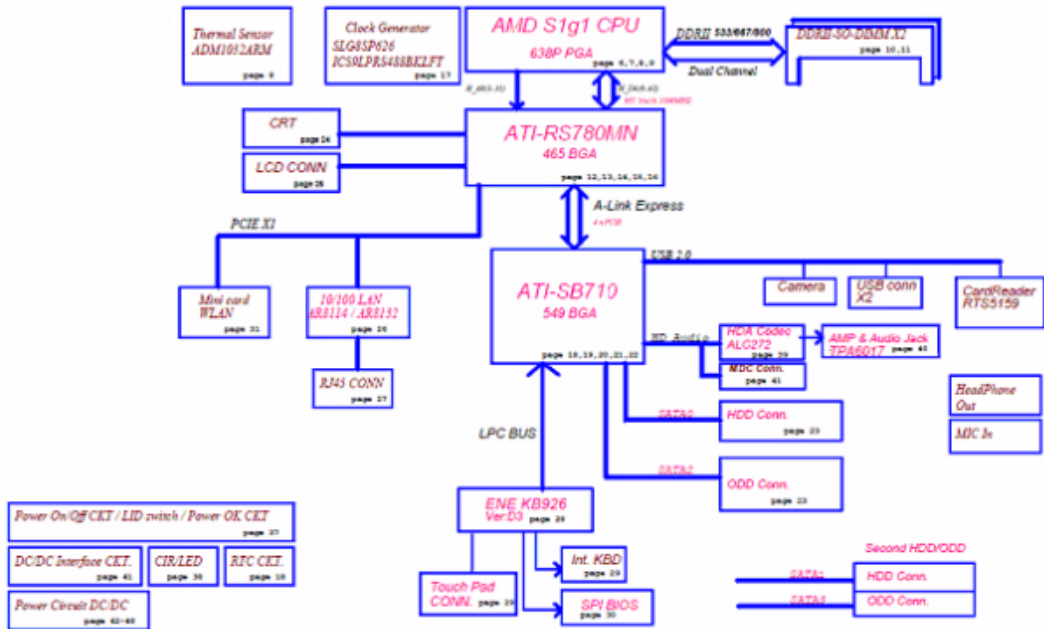 Thermal Sensor
ADM1032ARM
page 8
Clock Generator
SLG8SP626
ICS9LPRS488BKLFT
page 17
AMD S1g1 CPU
638P PGA
page 6,7,8,9
DDRII 533/667/800
Dual Channel
DDRII-SO-DIMM X2
page 10,11
CRT
page 24
LCD CONN
page 25
ATI-RS780MN
465 BGA
page 12,13,14,15,16
A-Link Express
4 x PCIE
PCIE X1
ATI-SB710
549 BGA
page 18,19,20,21,22
USB 2.0
Camera
USB conn
X2
CardReader
RTS5159
Mini card
WLAN
page 31
10/100 LAN
AR8114 / AR8132
page 26
RJ45 CONN
page 27
HD Audio
HDA Codec
ALC272
page 39
AMP & Audio Jack
TPA6017 page 40
MDC Conn.
page 41
HeadPhone
Out
MIC In
SATA0
HDD Conn.
page 23
SATA2
ODD Conn.
page 23
LPC BUS
ENE KB926
Ver:D3
page 28
Int. KBD
page 29
Touch Pad
CONN. page 29
SPI BIOS
page 30
Power On/Off CKT / LID switch / Power OK CKT
page 37
DC/DC Interface CKT.
page 41
CIR/LED
page 38
RTC CKT.
page 18
Power Circuit DC/DC
page 42~48
Second HDD/ODD
SATA1
HDD Conn.
ODD Conn.